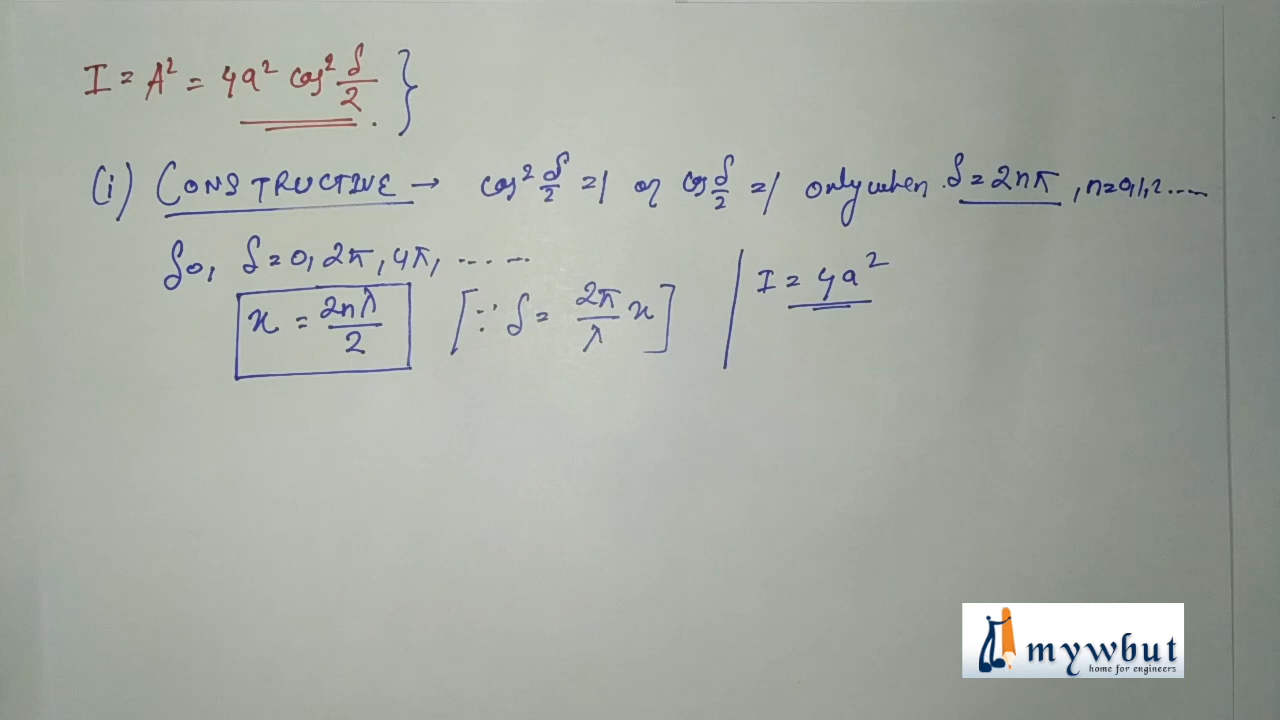 I = A² = 4a² cos² δ/2 . }
(i) CONSTRUCTIVE → cos² δ/2 = 1 or cos δ/2 = 1 only when δ = 2nπ , n=0,1,2.....
So, δ = 0, 2π, 4π, ......
x = 2nλ/2 [∵ δ = 2π/λ x] | I = 4a²
mywbut
home for engineers